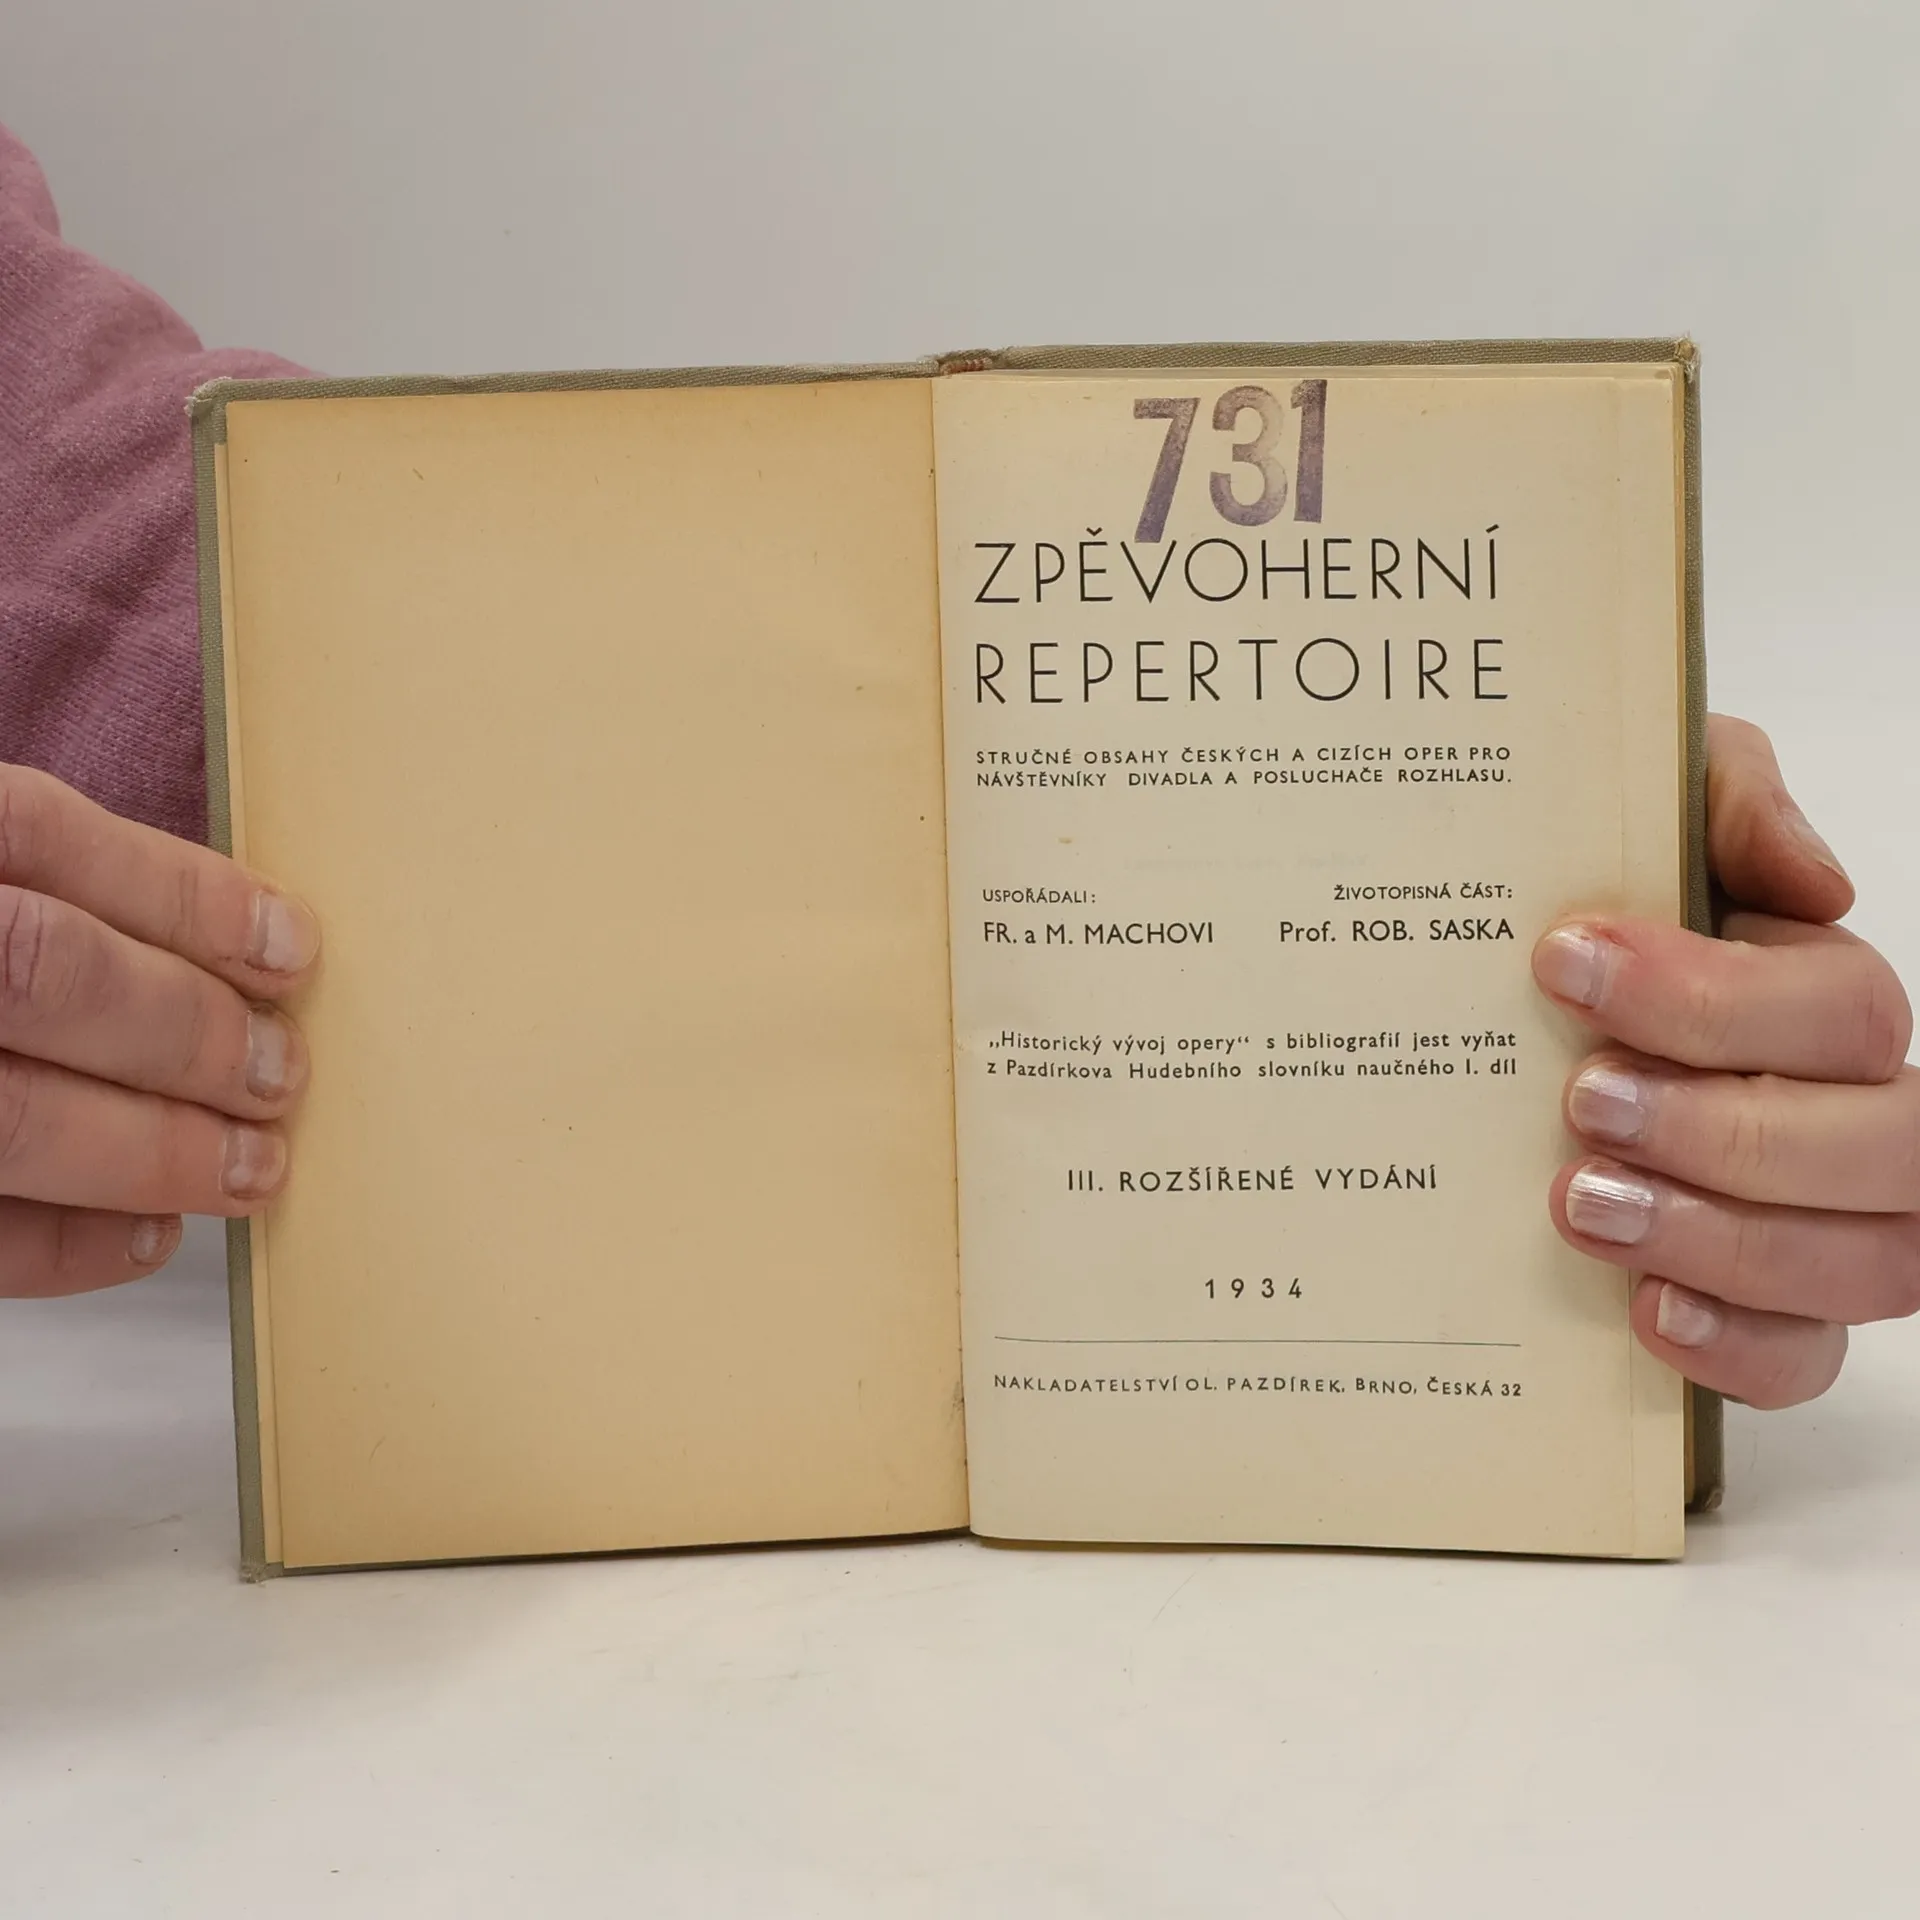 731
ZPĚVOHERNÍ
REPERTOIRE
STRUČNÉ OBSAHY ČESKÝCH A CIZÍCH OPER PRO
NÁVŠTĚVNÍKY DIVADLA A POSLUCHAČE ROZHLASU.
USPOŘÁDALI:
FR. a M. MACHOVI
ŽIVOTOPISNÁ ČÁST:
Prof. ROB. SASKA
„Historický vývoj opery“ s bibliografií jest vyňat
z Pazdírkova Hudebního slovníku naučného I. díl
III. ROZŠÍŘENÉ VYDÁNÍ
1934
NAKLADATELSTVÍ OL. PAZDÍREK, BRNO, ČESKÁ 32